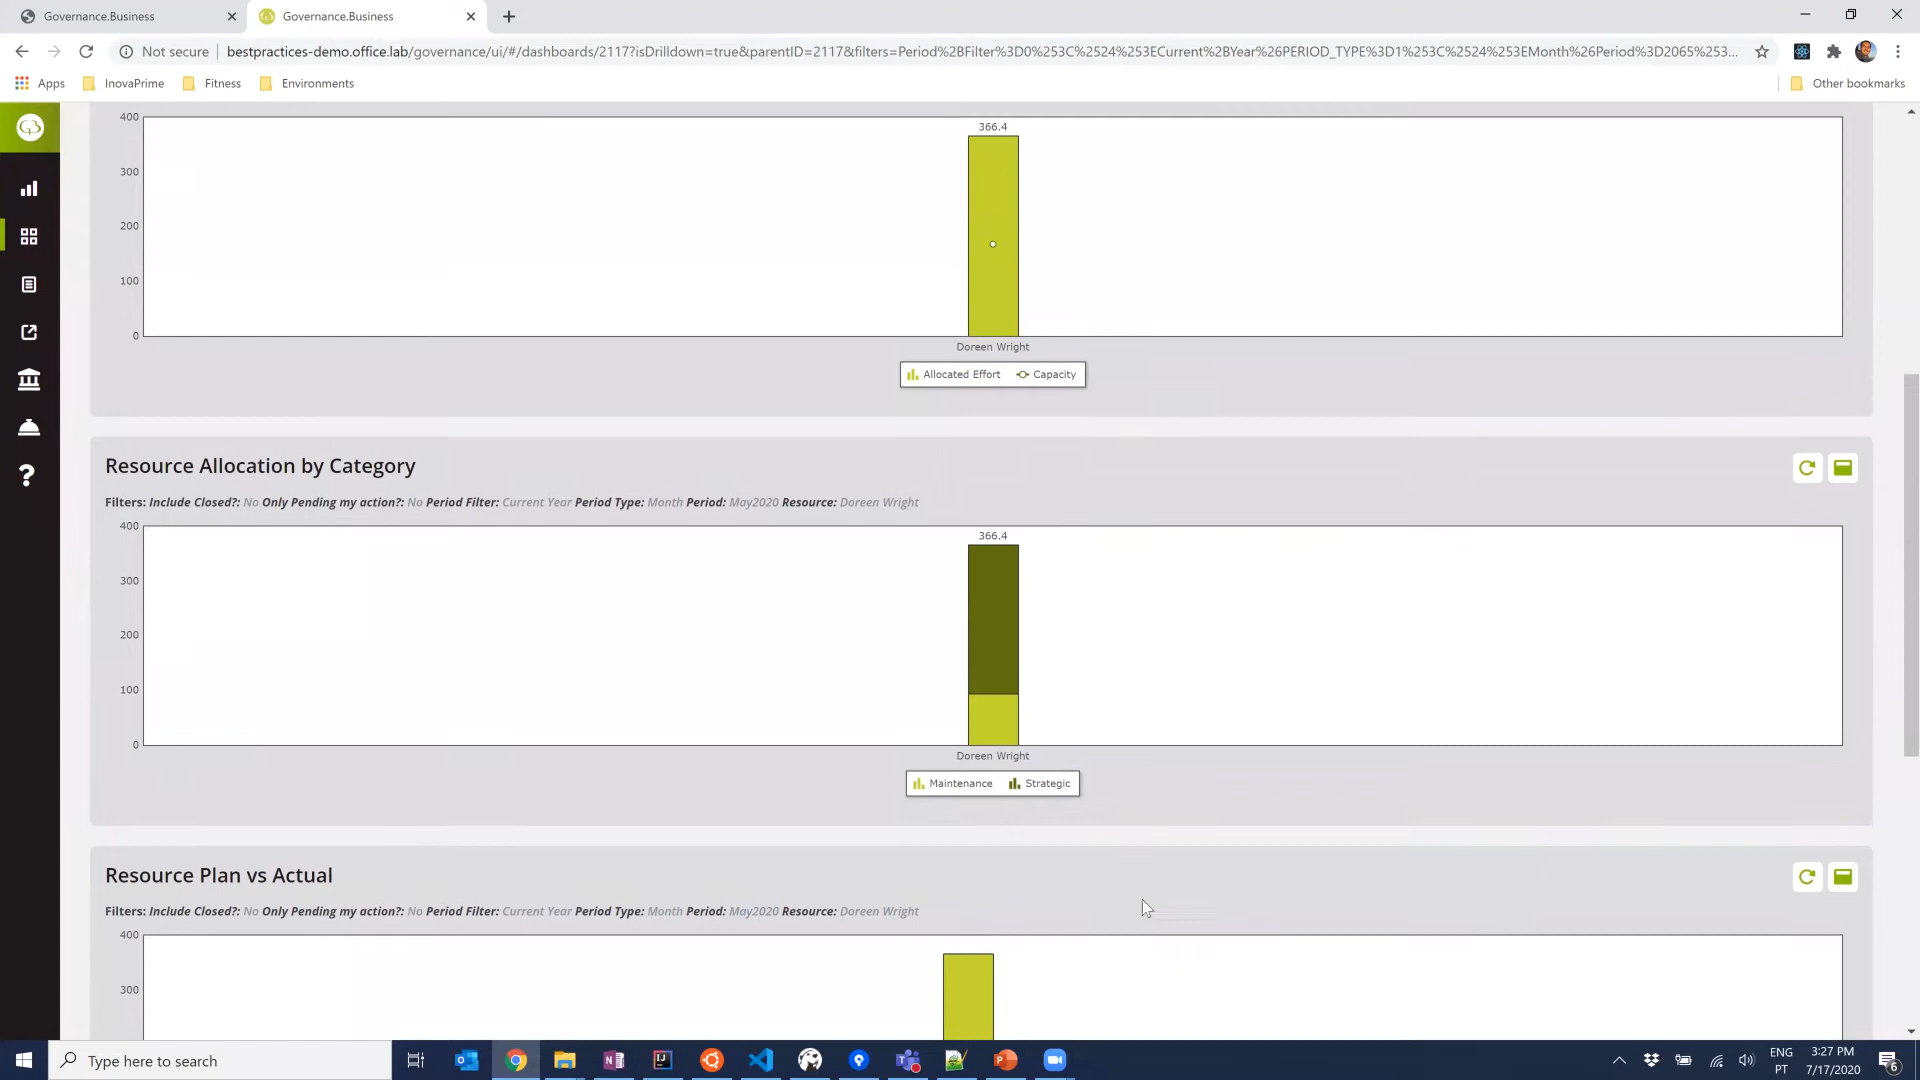 Governance.Business
Governance.Business
Not secure
bestpractices-demo.office.lab/governance/ui/#/dashboards/2117?isDrilldown=true&parentID=2117&filters=Period%2BFilter%3D0%253C%2524%253ECurrent%2BYear%26PERIOD_TYPE%3D1%253C%2524%253EMonth%26Period%3D2065%253...
Apps
InovaPrime
Fitness
Environments
Other bookmarks
400
366.4
300
200
100
0
Doreen Wright
Allocated Effort
Capacity
Resource Allocation by Category
Filters: Include Closed?: No Only Pending my action?: No Period Filter: Current Year Period Type: Month Period: May2020 Resource: Doreen Wright
400
366.4
300
200
100
0
Doreen Wright
Maintenance
Strategic
Resource Plan vs Actual
Filters: Include Closed?: No Only Pending my action?: No Period Filter: Current Year Period Type: Month Period: May2020 Resource: Doreen Wright
400
300
Type here to search
ENG
PT
3:27 PM
7/17/2020
6